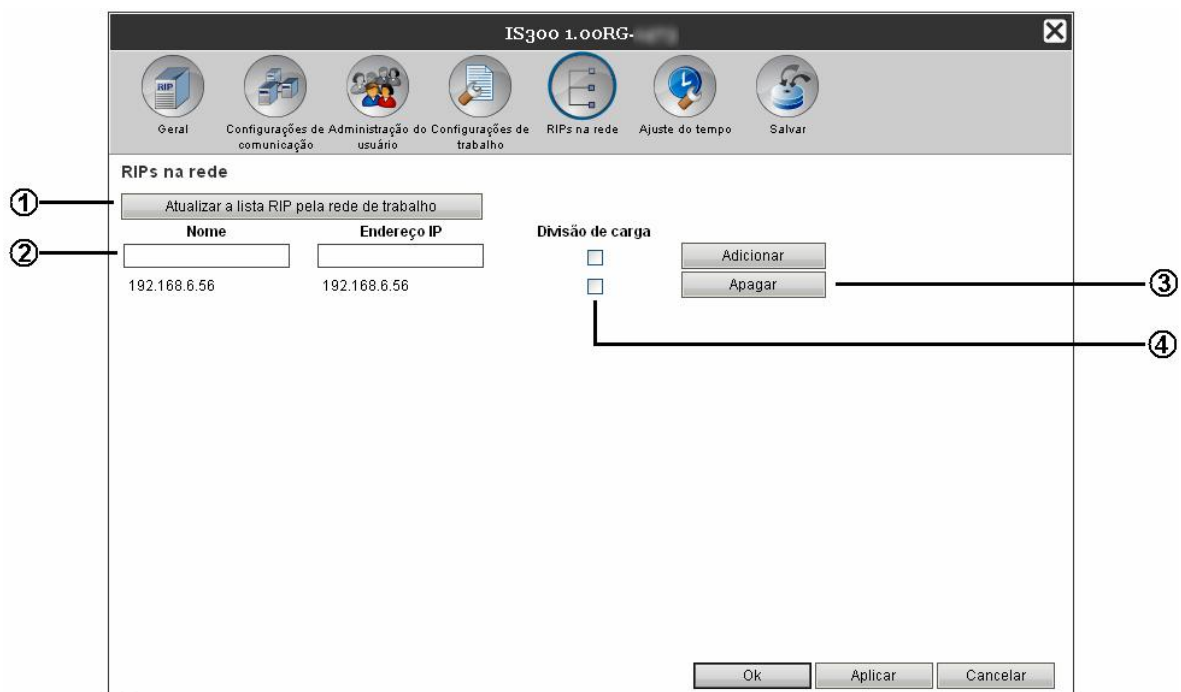 IS300 1.00RG-
RIP
Geral
Configurações de comunicação
Administração do usuário
Configurações de trabalho
RIPs na rede
Ajuste do tempo
Salvar
RIPs na rede
① Atualizar a lista RIP pela rede de trabalho
Nome Endereço IP Divisão de carga
② Adicionar
192.168.6.56 192.168.6.56 Apagar ③
④
Ok Aplicar Cancelar